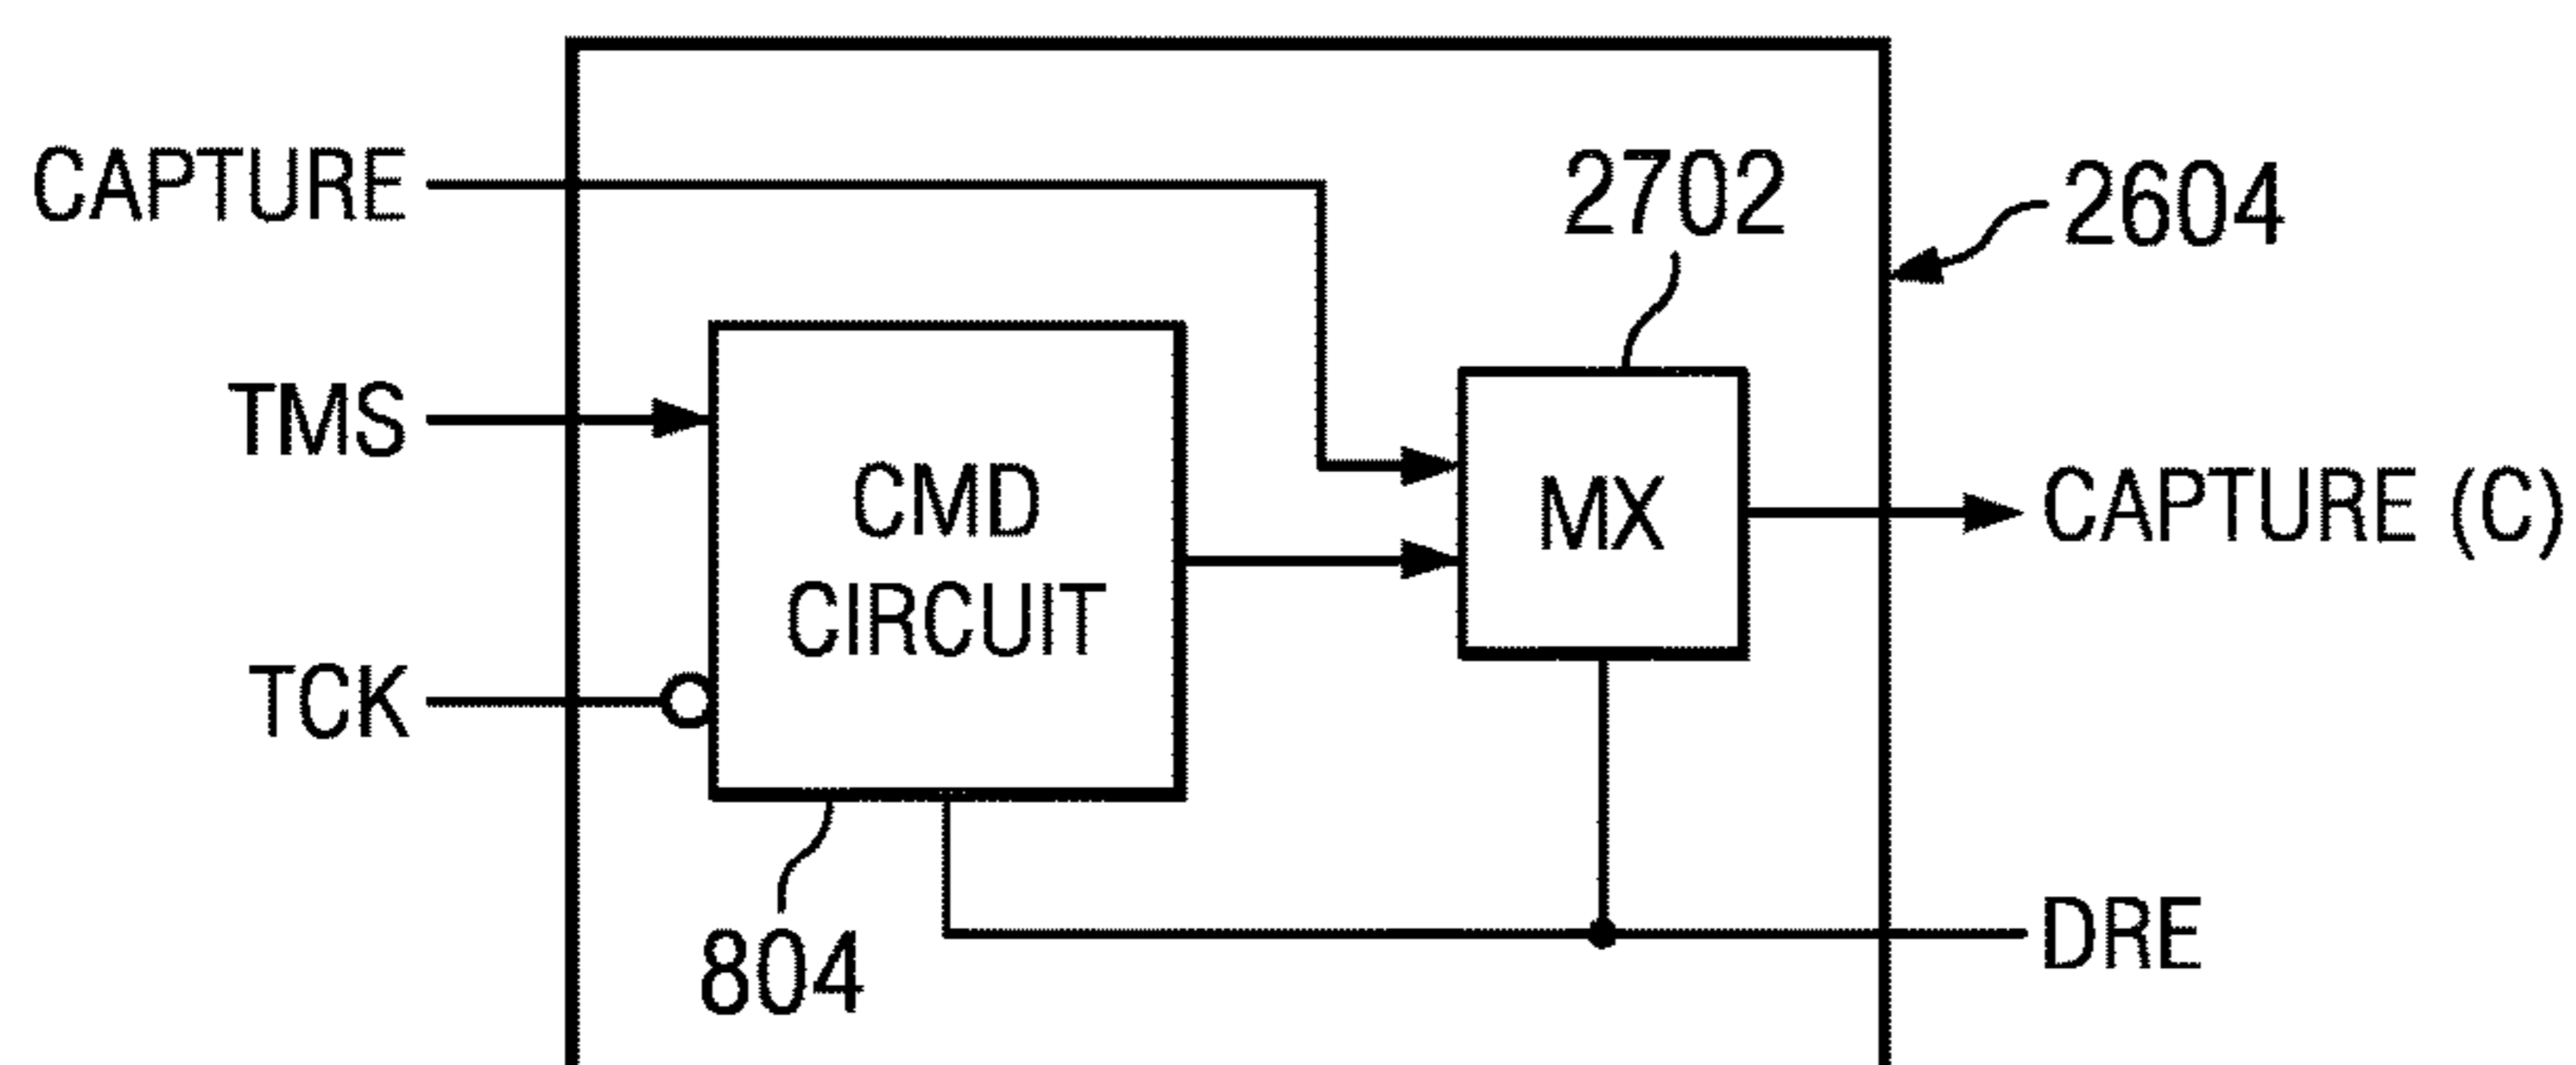 CAPTURE
2702
2604
TMS
CMD
CIRCUIT
MX
CAPTURE (C)
TCK
804
DRE